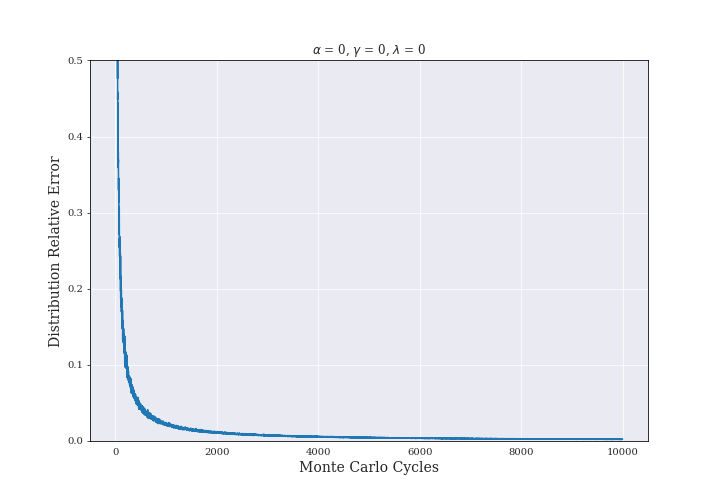 α = 0, γ = 0, λ = 0
0.5
0.4
0.3
0.2
0.1
0.0
Distribution Relative Error
0 2000 4000 6000 8000 10000
Monte Carlo Cycles